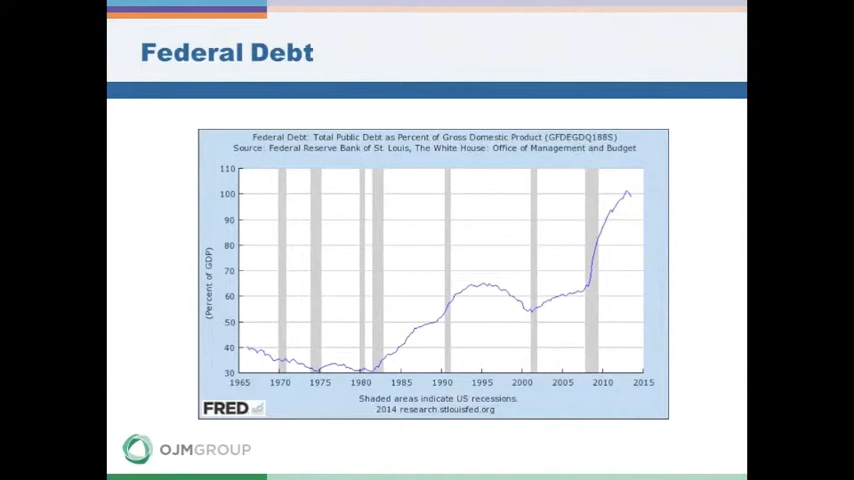 Federal Debt
Federal Debt: Total Public Debt as Percent of Gross Domestic Product (GFDEGDQ188S)
Source: Federal Reserve Bank of St. Louis, The White House: Office of Management and Budget
110
100
90
80
70
60
50
40
30
(Percent of GDP)
1965 1970 1975 1980 1985 1990 1995 2000 2005 2010 2015
Shaded areas indicate US recessions.
2014 research.stlouisfed.org
FRED
OJMGROUP